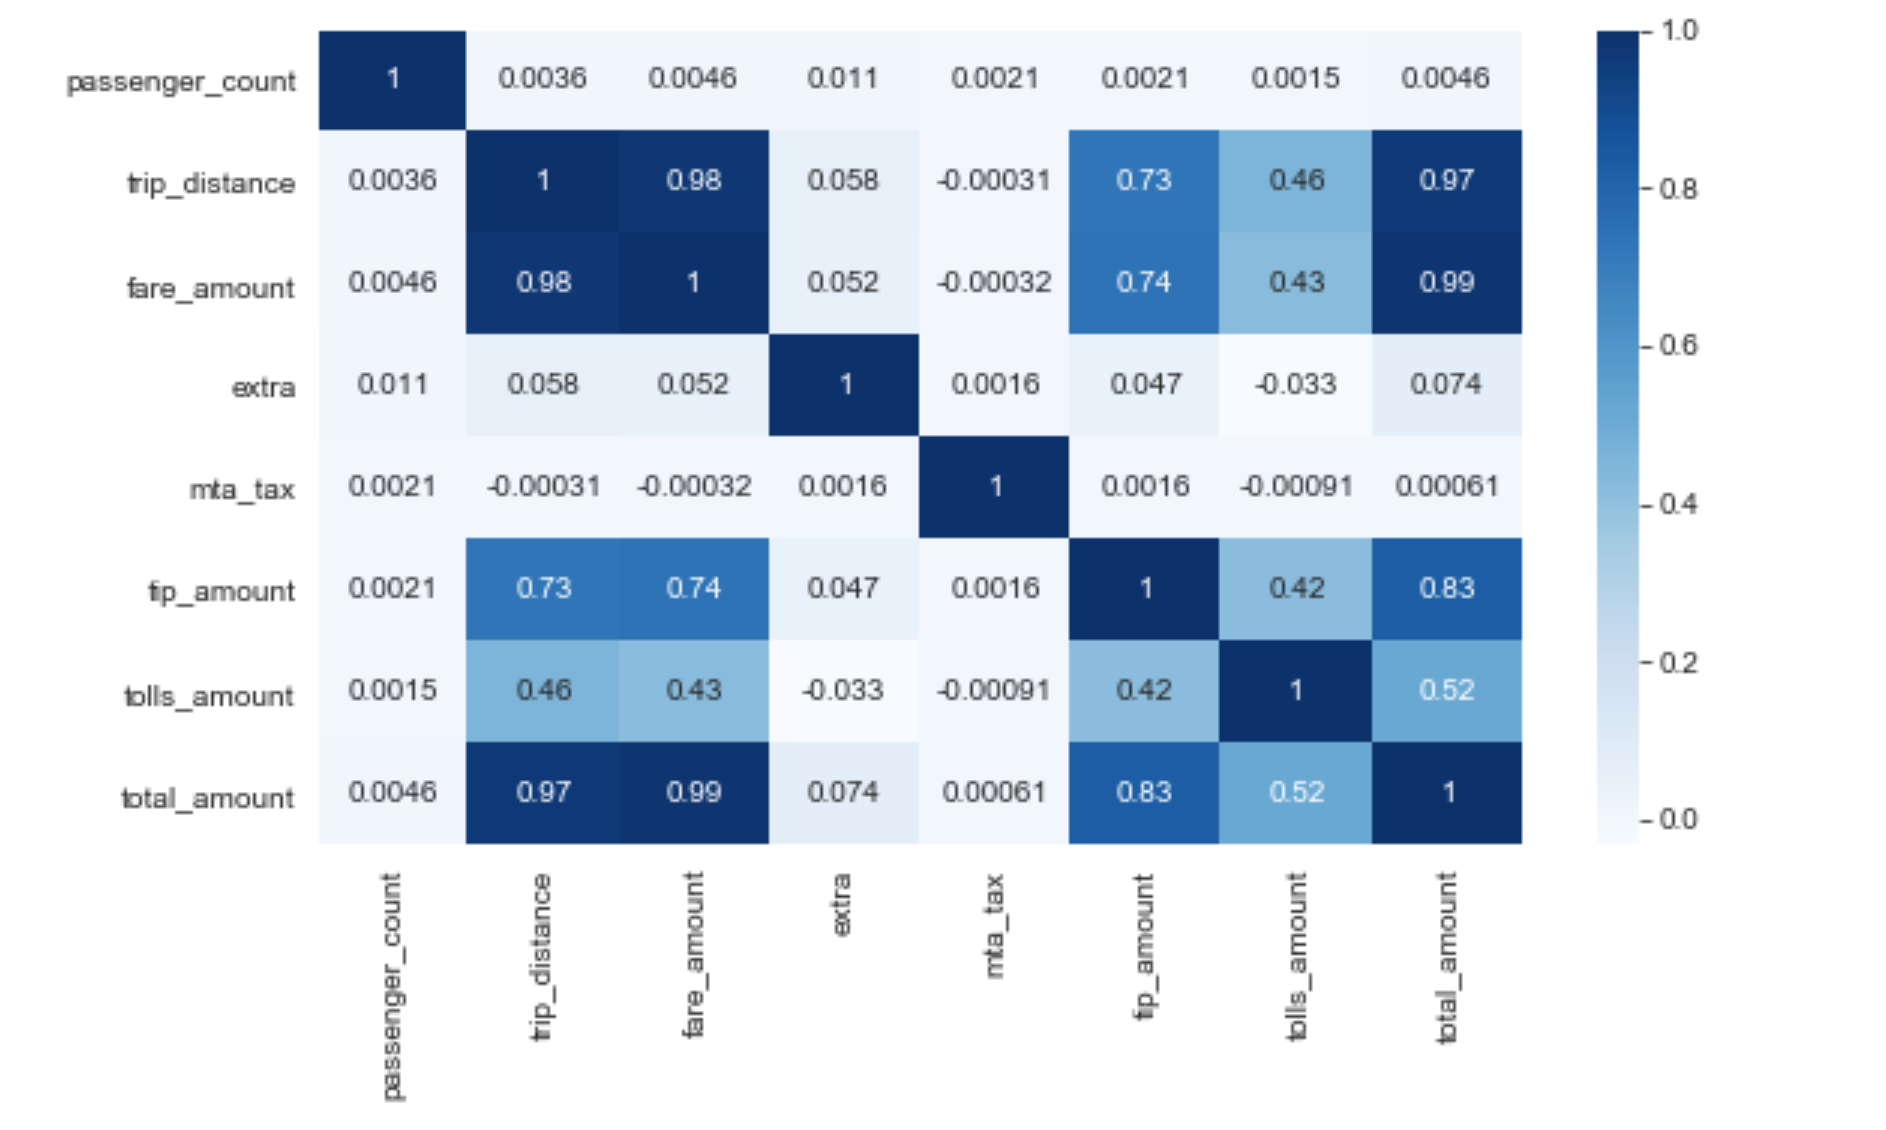 1.0
passenger_count 1 0.0036 0.0046 0.011 0.0021 0.0021 0.0015 0.0046
trip_distance 0.0036 1 0.98 0.058 -0.00031 0.73 0.46 0.97
0.8
fare_amount 0.0046 0.98 1 0.052 -0.00032 0.74 0.43 0.99
0.6
extra 0.011 0.058 0.052 1 0.0016 0.047 -0.033 0.074
mta_tax 0.0021 -0.00031 -0.00032 0.0016 1 0.0016 -0.00091 0.00061
0.4
tip_amount 0.0021 0.73 0.74 0.047 0.0016 1 0.42 0.83
0.2
tolls_amount 0.0015 0.46 0.43 -0.033 -0.00091 0.42 1 0.52
total_amount 0.0046 0.97 0.99 0.074 0.00061 0.83 0.52 1
0.0
passenger_count
trip_distance
fare_amount
extra
mta_tax
tip_amount
tolls_amount
total_amount